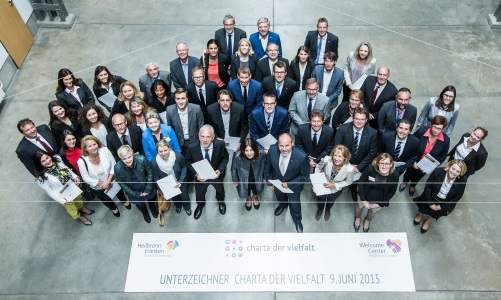 Heilbronn-
Franken
charta der vielfalt
Welcome
Center
UNTERZEICHNER CHARTA DER VIELFALT 9. JUNI 2015